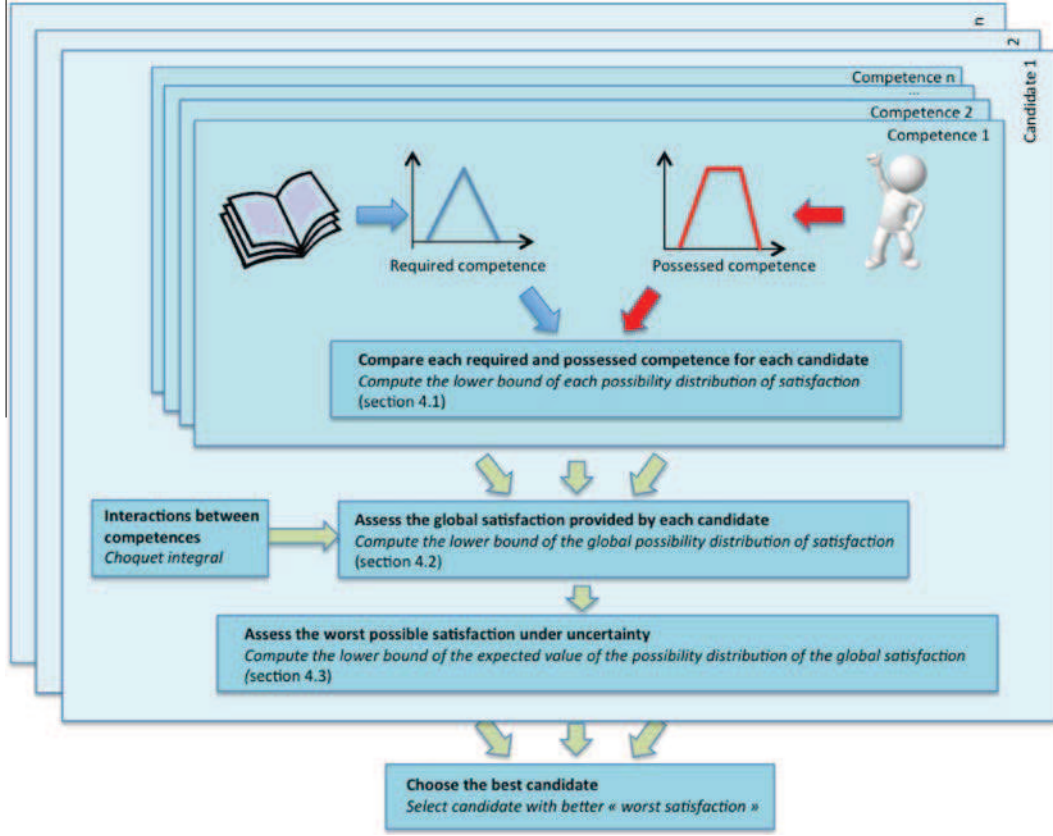 n
2
Candidate 1
Competence n
...
Competence 2
Competence 1
Required competence
Possessed competence
Compare each required and possessed competence for each candidate
Compute the lower bound of each possibility distribution of satisfaction
(section 4.1)
Interactions between
competences
Choquet integral
Assess the global satisfaction provided by each candidate
Compute the lower bound of the global possibility distribution of satisfaction
(section 4.2)
Assess the worst possible satisfaction under uncertainty
Compute the lower bound of the expected value of the possibility distribution of the global satisfaction
(section 4.3)
Choose the best candidate
Select candidate with better « worst satisfaction »